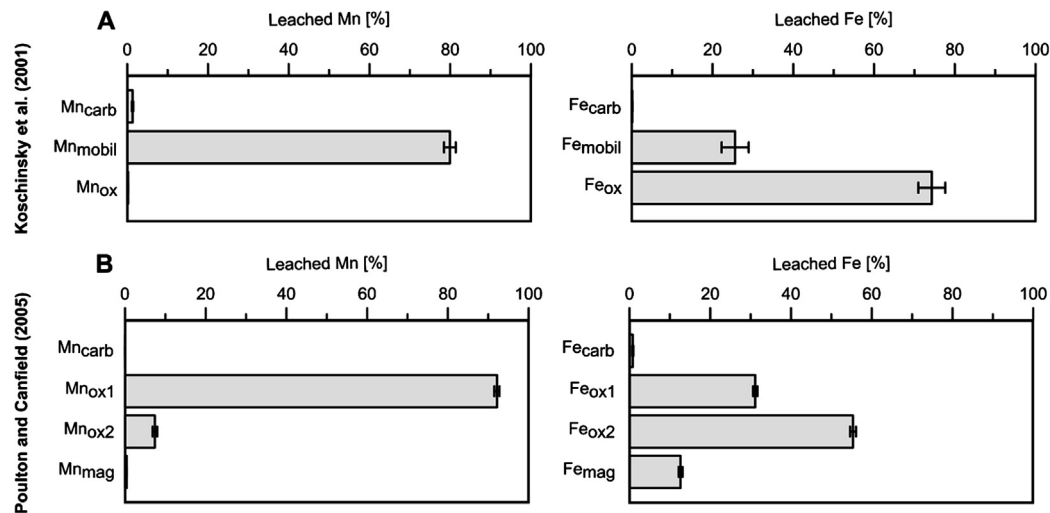 A
Leached Mn [%]
0 20 40 60 80 100
Koschinsky et al. (2001)
Mncarb
Mnmobil
Mnox
Leached Fe [%]
0 20 40 60 80 100
Fecarb
Femobil
Feox
B
Leached Mn [%]
0 20 40 60 80 100
Poulton and Canfield (2005)
Mncarb
Mnox1
Mnox2
Mnmag
Leached Fe [%]
0 20 40 60 80 100
Fecarb
Feox1
Feox2
Femag